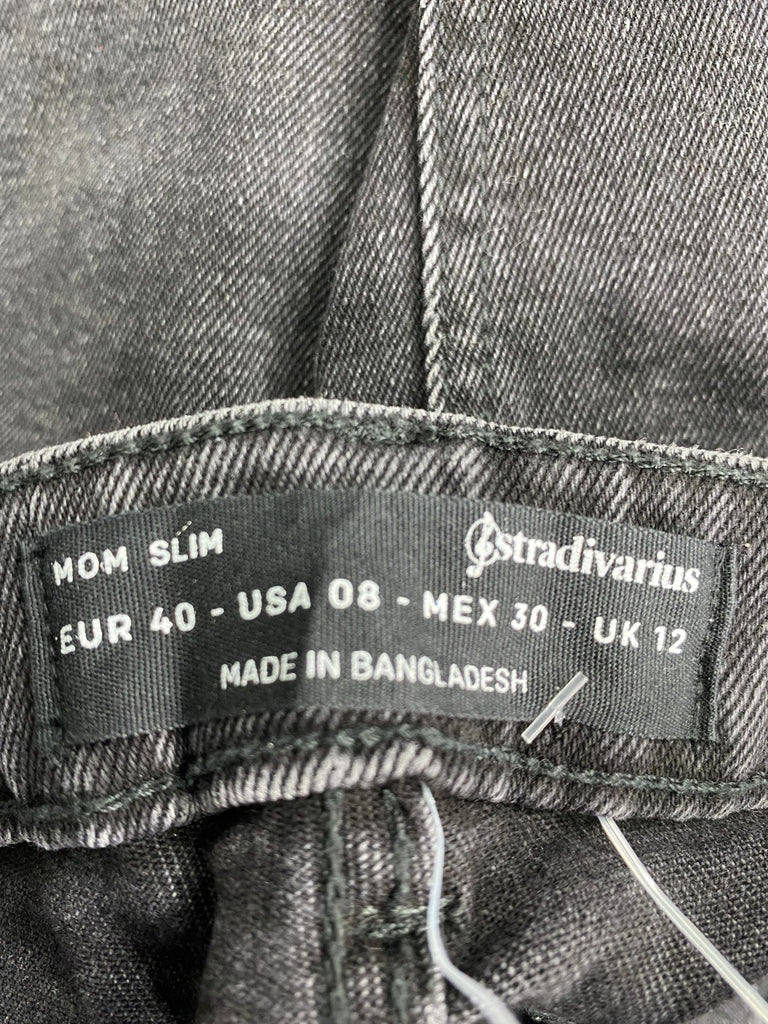 MOM SLIM stradivarius
EUR 40 - USA 08 - MEX 30 - UK 12
MADE IN BANGLADESH